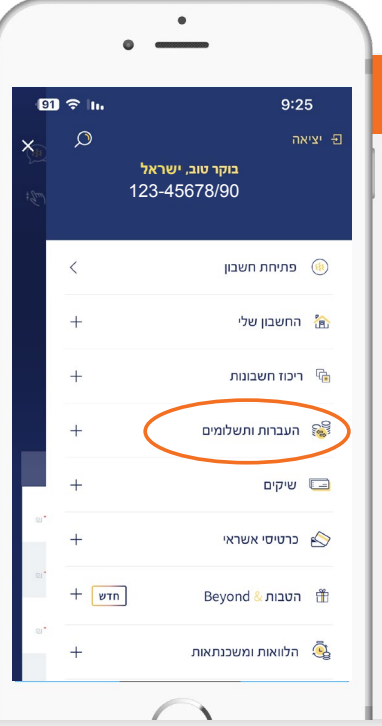 9:25
91
יציאה
בוקר טוב, ישראל
123-45678/90
פתיחת חשבון
החשבון שלי
ריכוז חשבונות
העברות ותשלומים
שיקים
כרטיסי אשראי
הטבות & Beyond חדש
הלוואות ומשכנתאות